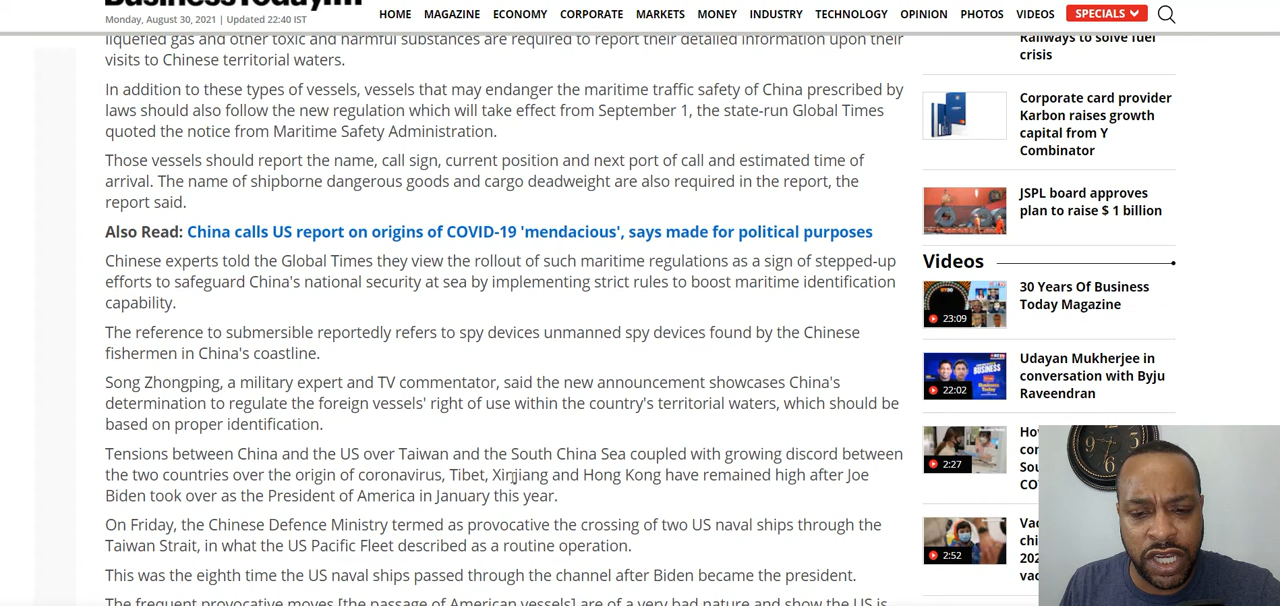 Monday, August 30, 2021 | Updated 22:40 IST
HOME MAGAZINE ECONOMY CORPORATE MARKETS MONEY INDUSTRY TECHNOLOGY OPINION PHOTOS VIDEOS SPECIALS
liquefied gas and other toxic and harmful substances are required to report their detailed information upon their
visits to Chinese territorial waters.
In addition to these types of vessels, vessels that may endanger the maritime traffic safety of China prescribed by
laws should also follow the new regulation which will take effect from September 1, the state-run Global Times
quoted the notice from Maritime Safety Administration.
Those vessels should report the name, call sign, current position and next port of call and estimated time of
arrival. The name of shipborne dangerous goods and cargo deadweight are also required in the report, the
report said.
Also Read: China calls US report on origins of COVID-19 'mendacious', says made for political purposes
Chinese experts told the Global Times they view the rollout of such maritime regulations as a sign of stepped-up
efforts to safeguard China's national security at sea by implementing strict rules to boost maritime identification
capability.
The reference to submersible reportedly refers to spy devices unmanned spy devices found by the Chinese
fishermen in China's coastline.
Song Zhongping, a military expert and TV commentator, said the new announcement showcases China's
determination to regulate the foreign vessels' right of use within the country's territorial waters, which should be
based on proper identification.
Tensions between China and the US over Taiwan and the South China Sea coupled with growing discord between
the two countries over the origin of coronavirus, Tibet, Xinjiang and Hong Kong have remained high after Joe
Biden took over as the President of America in January this year.
On Friday, the Chinese Defence Ministry termed as provocative the crossing of two US naval ships through the
Taiwan Strait, in what the US Pacific Fleet described as a routine operation.
This was the eighth time the US naval ships passed through the channel after Biden became the president.
The frequent provocative moves [the passage of American vessels] are of a very bad nature and show the US is
Railways to solve fuel
crisis
Corporate card provider
Karbon raises growth
capital from Y
Combinator
JSPL board approves
plan to raise $ 1 billion
Videos
30 Years Of Business
Today Magazine
23:09
Udayan Mukherjee in
conversation with Byju
Raveendran
22:02
2:27
2:52